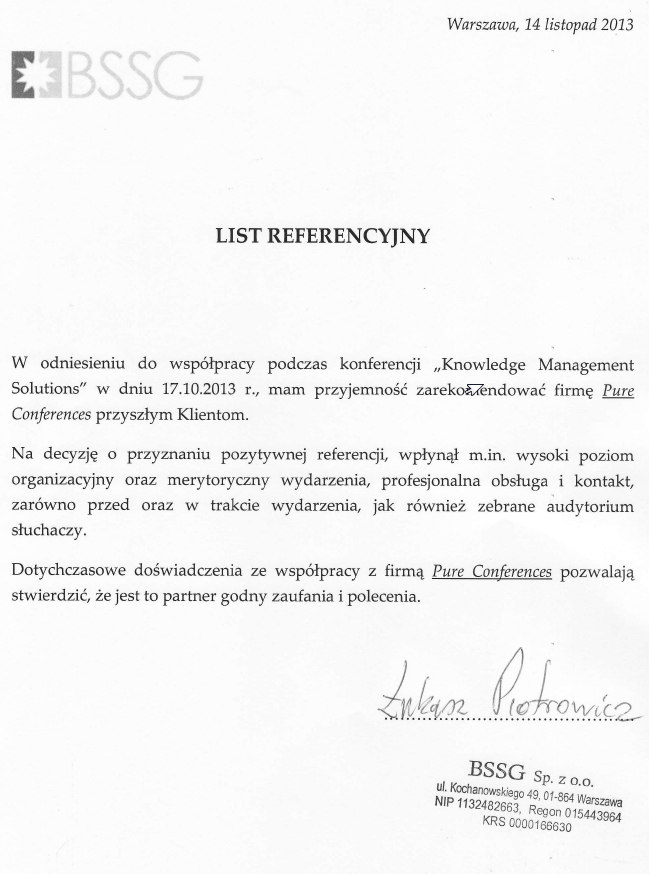 Warszawa, 14 listopad 2013
BSSG
LIST REFERENCYJNY
W odniesieniu do współpracy podczas konferencji „Knowledge Management
Solutions" w dniu 17.10.2013 r., mam przyjemność zarekomendować firmę Pure
Conferences przyszłym Klientom.
Na decyzję o przyznaniu pozytywnej referencji, wpłynął m.in. wysoki poziom
organizacyjny oraz merytoryczny wydarzenia, profesjonalna obsługa i kontakt,
zarówno przed oraz w trakcie wydarzenia, jak również zebrane audytorium
słuchaczy.
Dotychczasowe doświadczenia ze współpracy z firmą Pure Conferences pozwalają
stwierdzić, że jest to partner godny zaufania i polecenia.
Łukasz Piotrowicz
BSSG Sp. z o.o.
ul. Kochanowskiego 49, 01-864 Warszawa
NIP 1132482663, Regon 015443964
KRS 0000166630